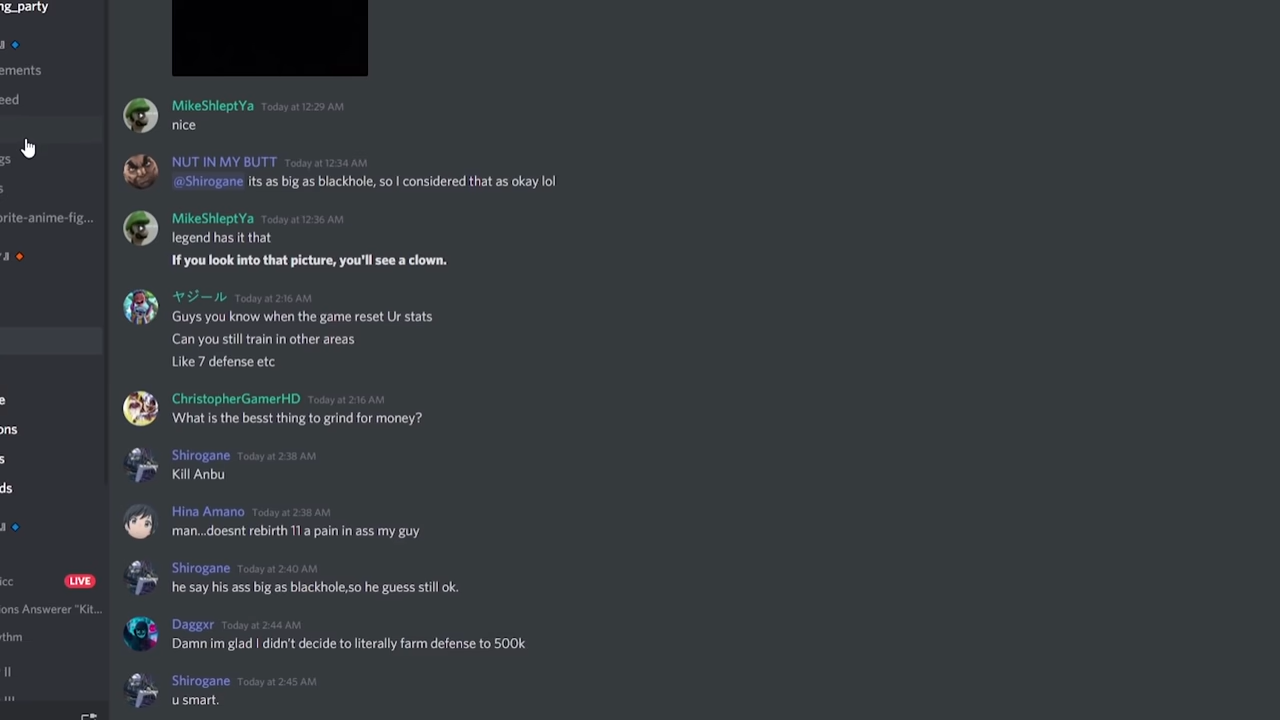 ng_party
ements
eed
gs
s
orite-anime-fig...
e
ons
s
ds
icc
LIVE
ions Answerer "Kit...
ythm
II
MikeShleptYa Today at 12:29 AM
nice
NUT IN MY BUTT Today at 12:34 AM
@Shirogane its as big as blackhole, so I considered that as okay lol
MikeShleptYa Today at 12:36 AM
legend has it that
If you look into that picture, you'll see a clown.
ヤジール Today at 2:16 AM
Guys you know when the game reset Ur stats
Can you still train in other areas
Like 7 defense etc
ChristopherGamerHD Today at 2:16 AM
What is the besst thing to grind for money?
Shirogane Today at 2:38 AM
Kill Anbu
Hina Amano Today at 2:38 AM
man...doesnt rebirth 11 a pain in ass my guy
Shirogane Today at 2:40 AM
he say his ass big as blackhole,so he guess still ok.
Daggxr Today at 2:44 AM
Damn im glad I didn't decide to literally farm defense to 500k
Shirogane Today at 2:45 AM
u smart.